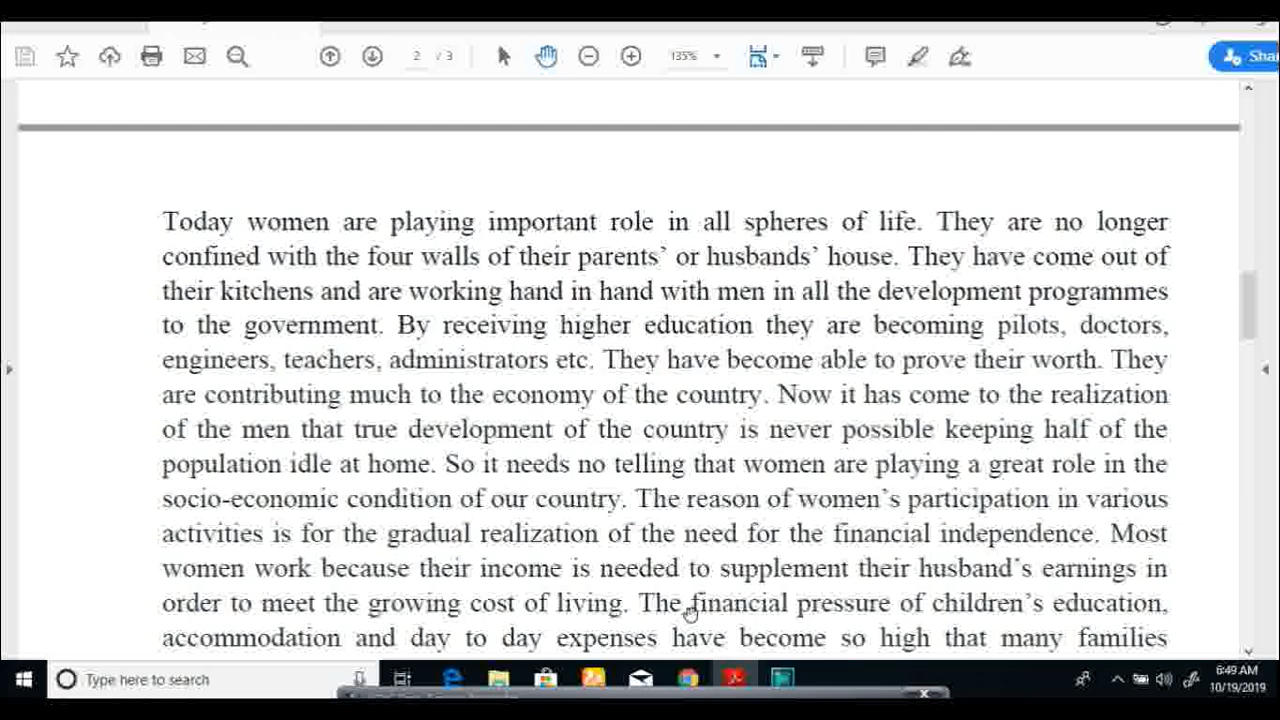 2 / 3
135%
Shar
Today women are playing important role in all spheres of life. They are no longer
confined with the four walls of their parents’ or husbands’ house. They have come out of
their kitchens and are working hand in hand with men in all the development programmes
to the government. By receiving higher education they are becoming pilots, doctors,
engineers, teachers, administrators etc. They have become able to prove their worth. They
are contributing much to the economy of the country. Now it has come to the realization
of the men that true development of the country is never possible keeping half of the
population idle at home. So it needs no telling that women are playing a great role in the
socio-economic condition of our country. The reason of women’s participation in various
activities is for the gradual realization of the need for the financial independence. Most
women work because their income is needed to supplement their husband’s earnings in
order to meet the growing cost of living. The financial pressure of children’s education,
accommodation and day to day expenses have become so high that many families
Type here to search
6:49 AM
10/19/2019